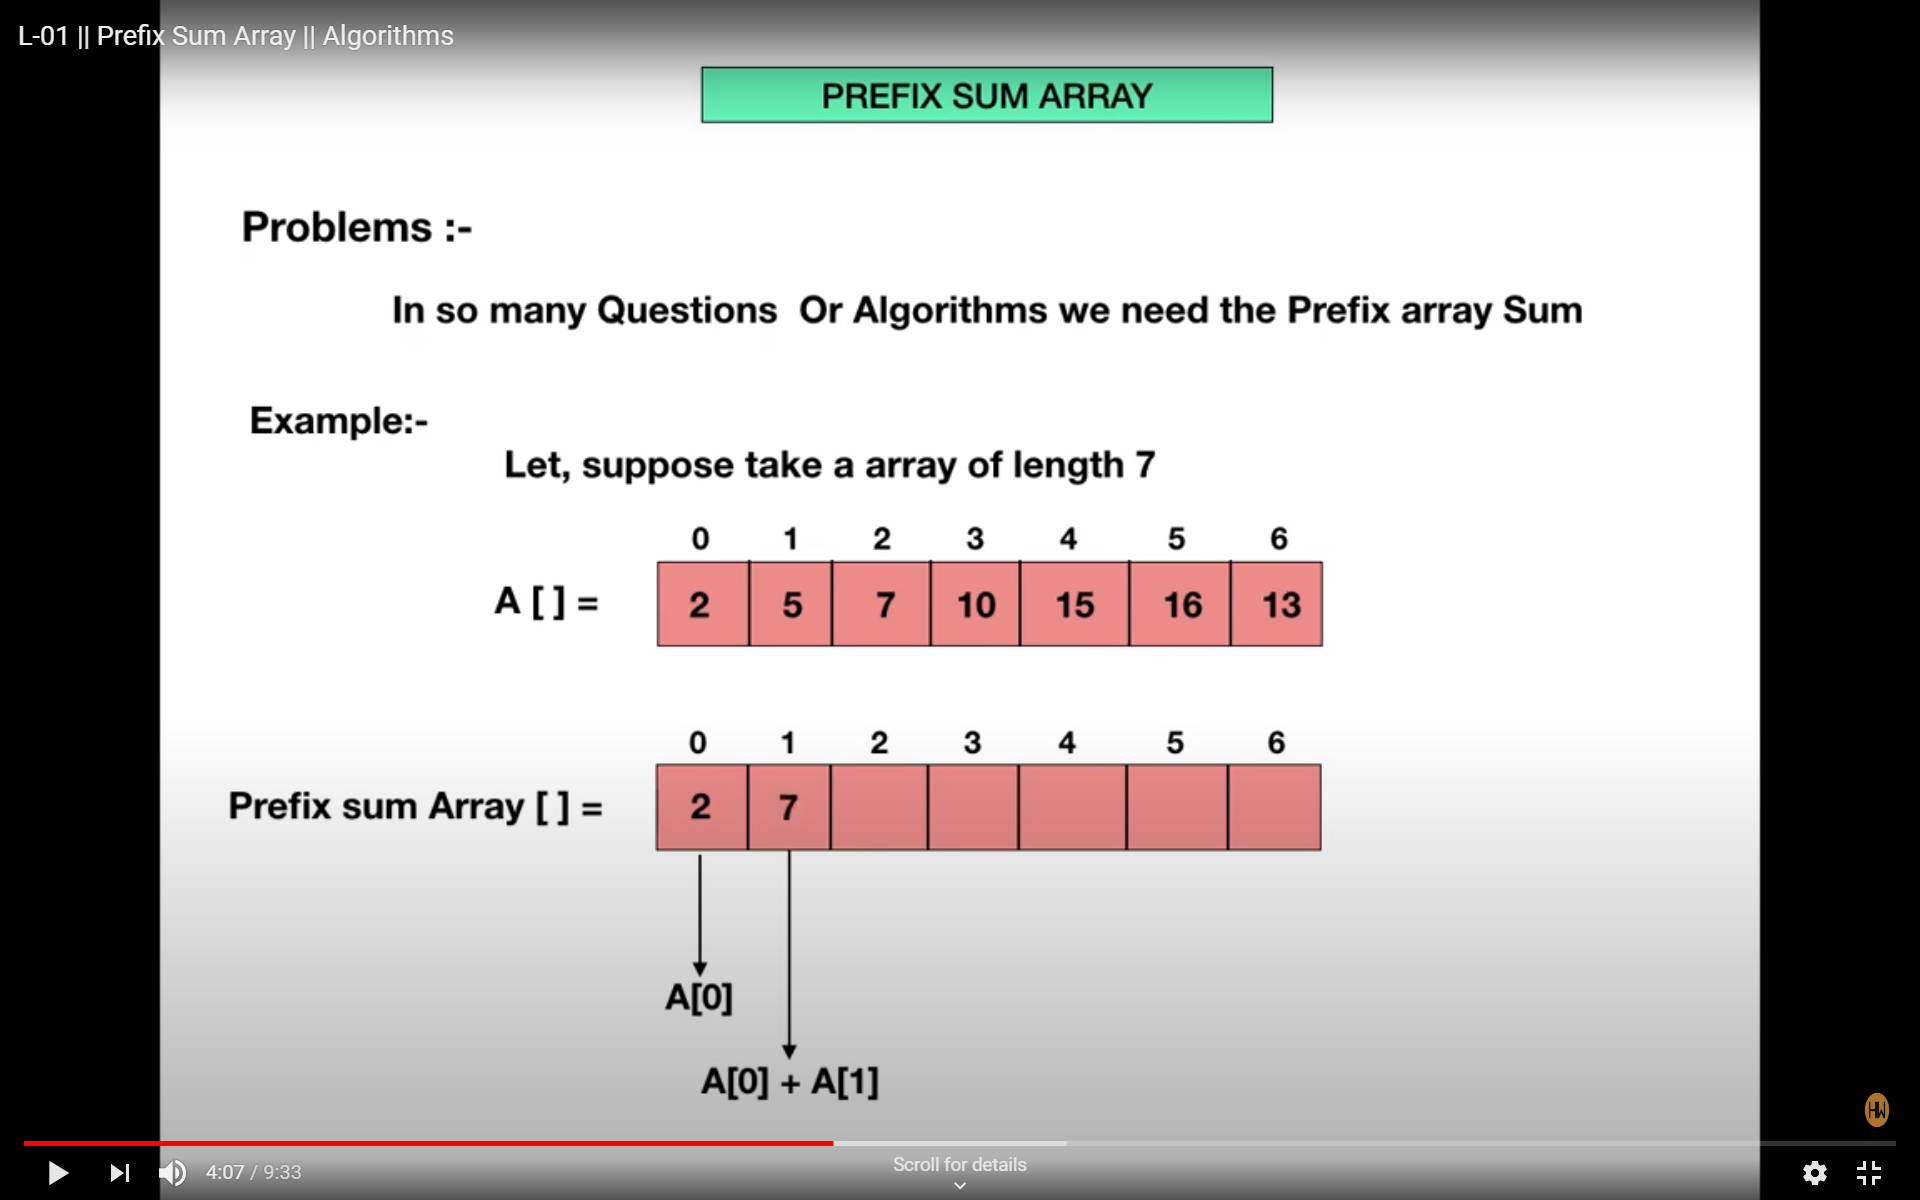 L-01 || Prefix Sum Array || Algorithms
PREFIX SUM ARRAY
Problems :-
In so many Questions Or Algorithms we need the Prefix array Sum
Example:-
Let, suppose take a array of length 7
0 1 2 3 4 5 6
A [ ] = 2 5 7 10 15 16 13
0 1 2 3 4 5 6
Prefix sum Array [ ] = 2 7
A[0]
A[0] + A[1]
HW
4:07 / 9:33
Scroll for details